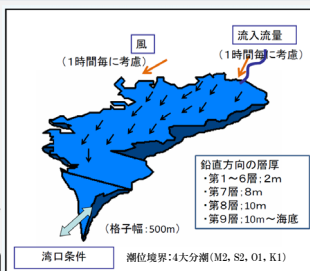 風
(1時間毎に考慮)
流入流量
(1時間毎に考慮)
鉛直方向の層厚
・第1~6層;2m
・第7層;8m
・第8層;10m
・第9層;10m~海底
(格子幅:500m)
湾口条件
潮位境界:4大分潮(M2, S2, O1, K1)